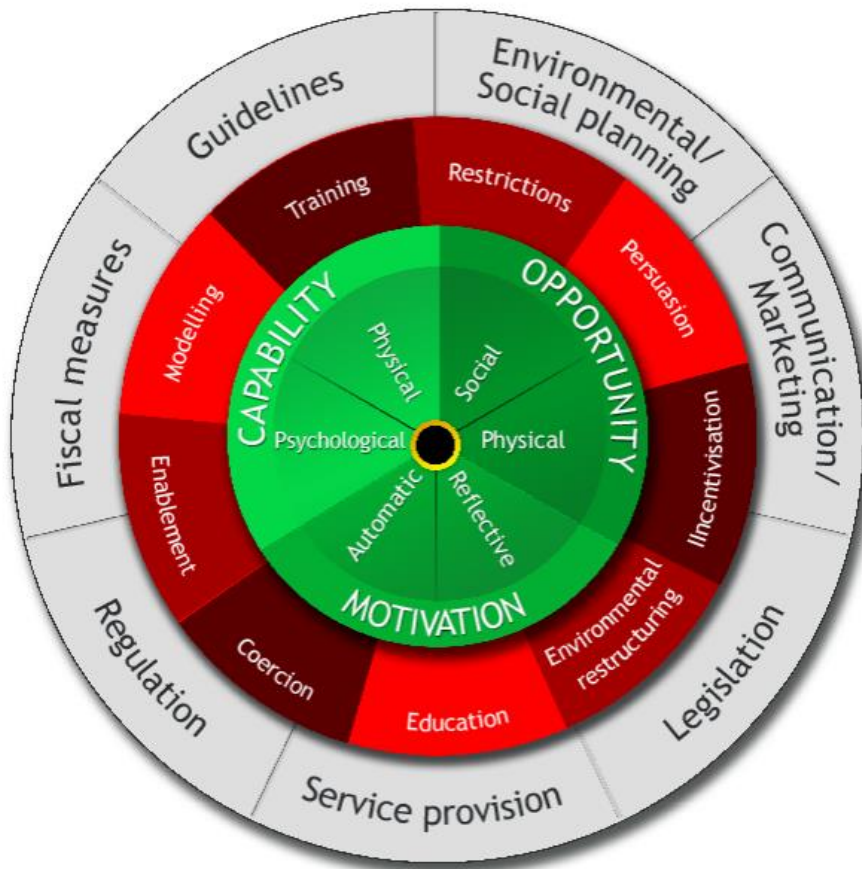 Environmental/
Social planning
Communication/
Marketing
Legislation
Service provision
Regulation
Fiscal measures
Guidelines
Restrictions
Persuasion
IIncentivisation
Environmental
restructuring
Education
Coercion
Enablement
Modelling
Training
OPPORTUNITY
MOTIVATION
CAPABILITY
Social
Physical
Reflective
Automatic
Psychological
Physical